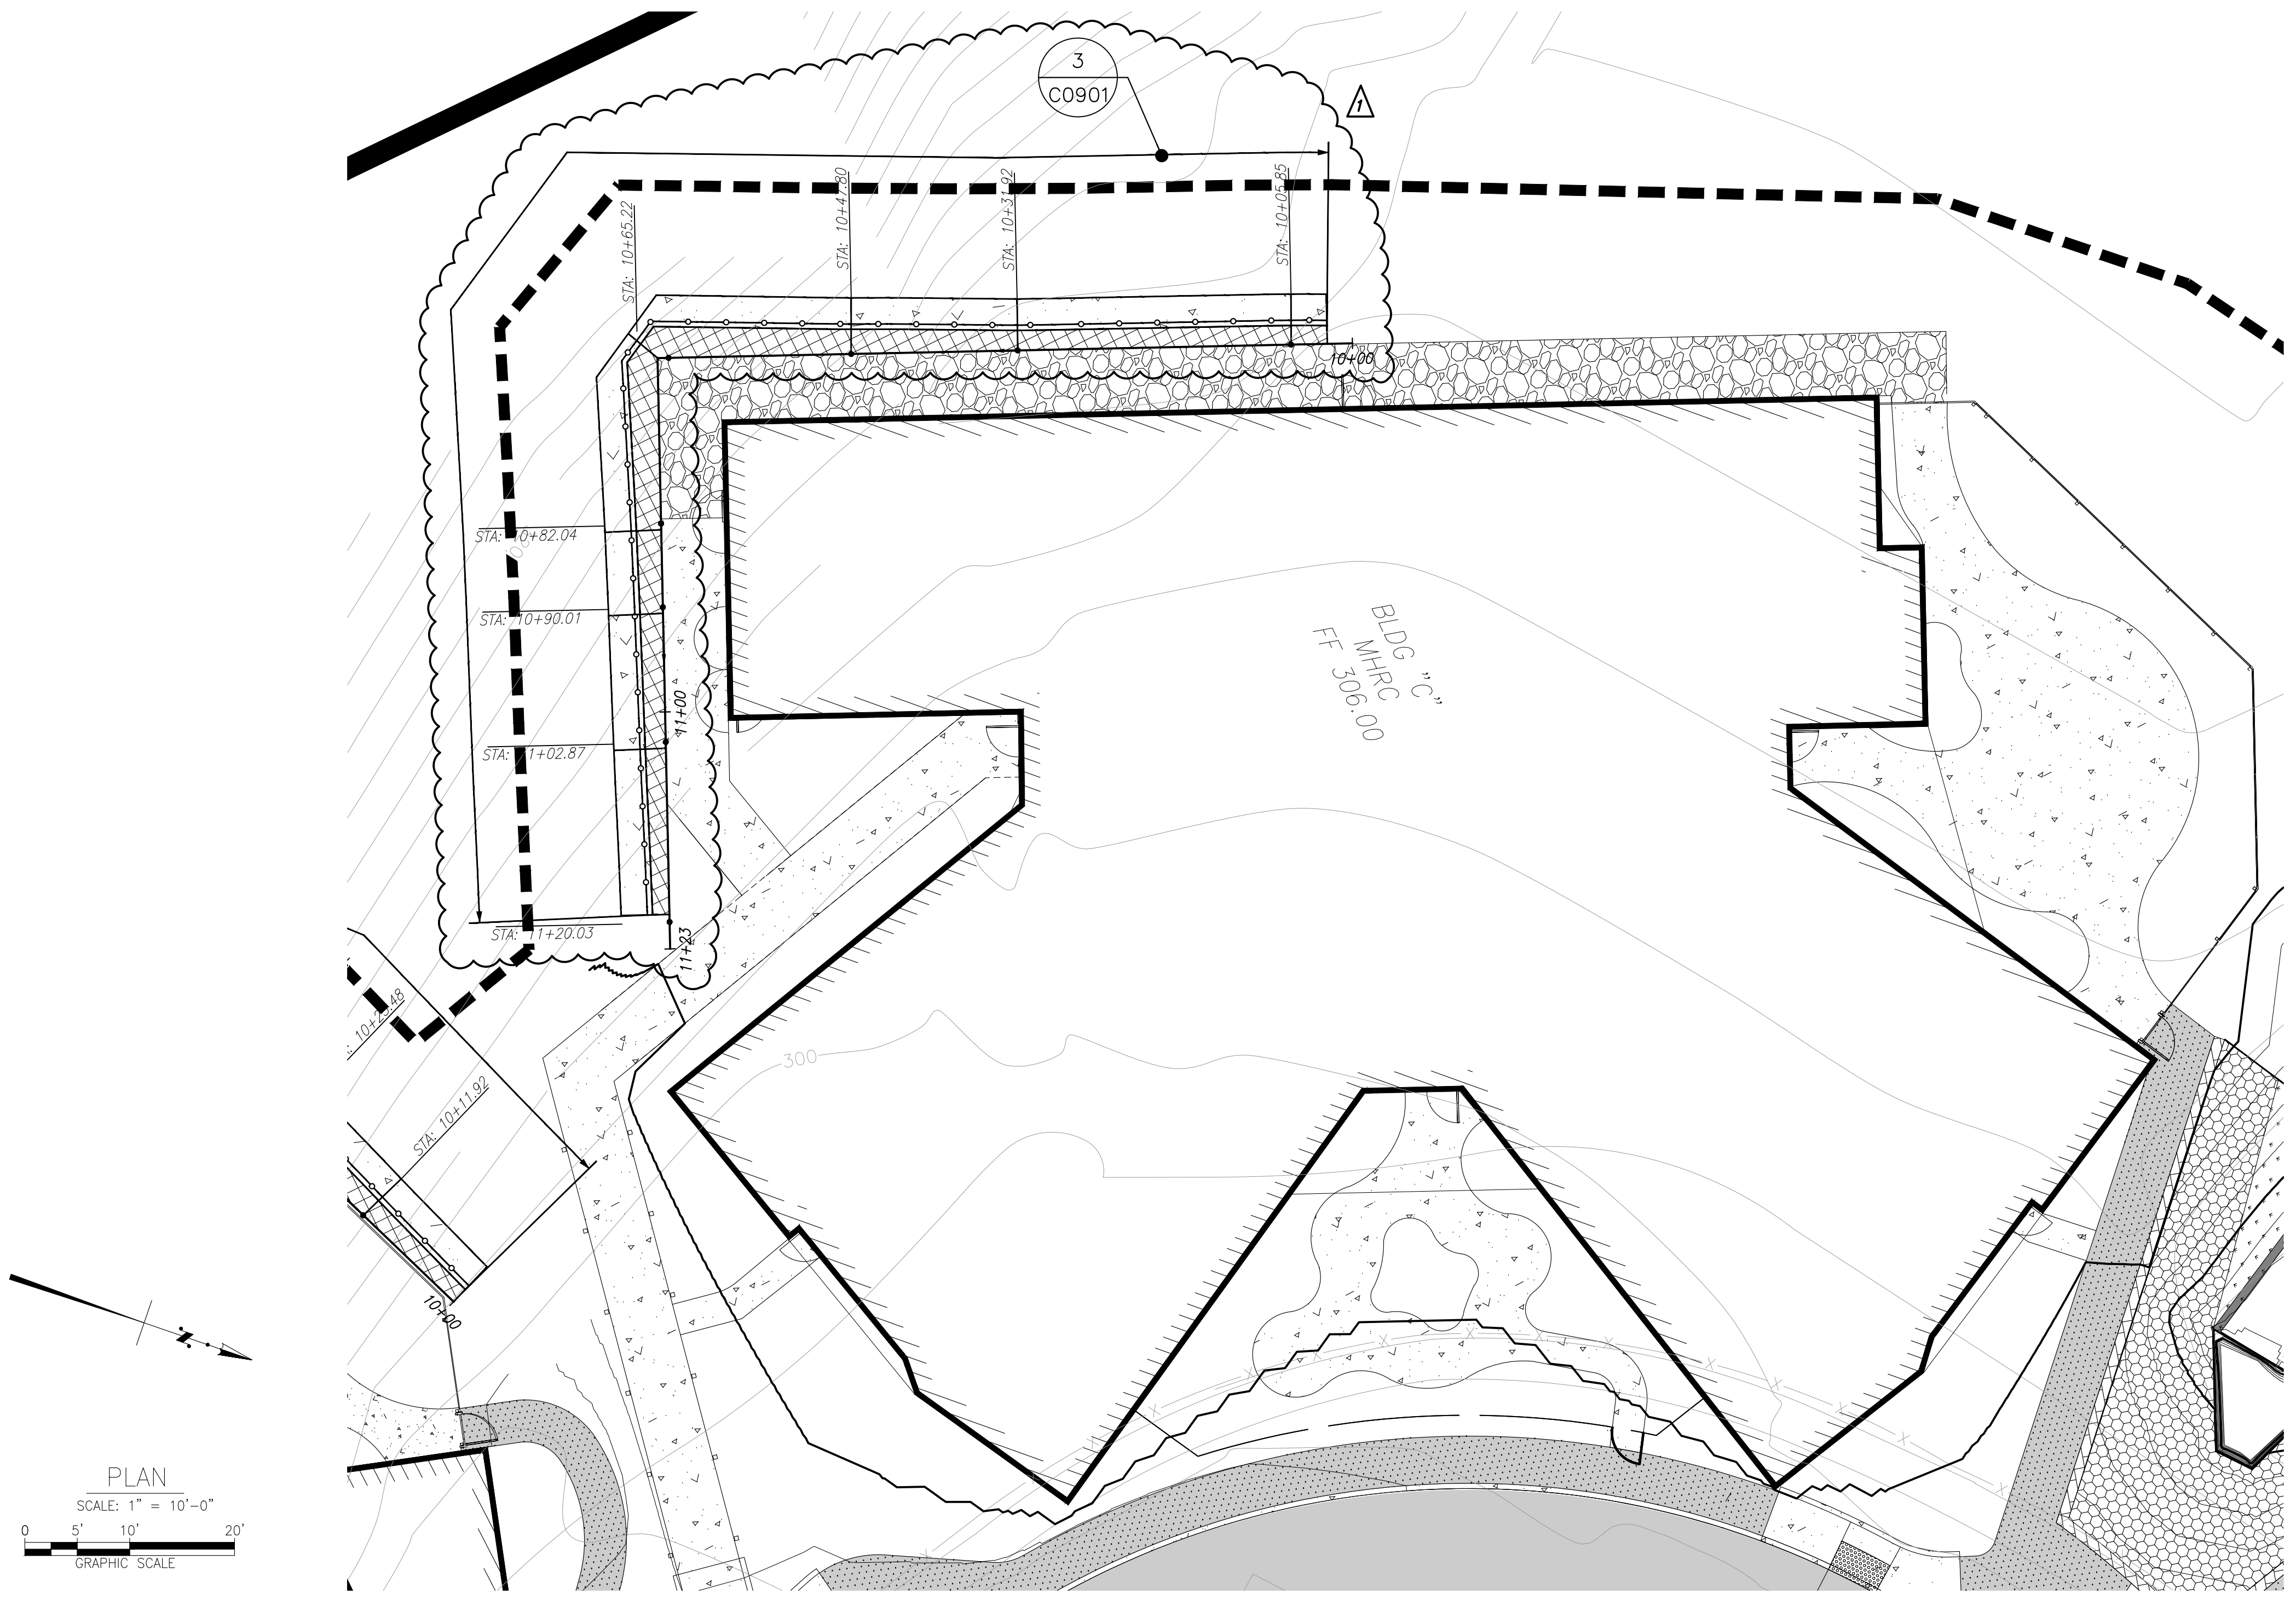 3
C0901
1
STA: 10+65.22
STA: 10+47.80
STA: 10+31.92
STA: 10+05.85
10+00
STA: 10+82.04
STA: 10+90.01
11+00
STA: 11+02.87
STA: 11+20.03
11+23
BLDG "C"
MHRC
FF 306.00
300
STA: 10+11.92
10+00
PLAN
SCALE: 1" = 10'-0"
0 5' 10' 20'
GRAPHIC SCALE